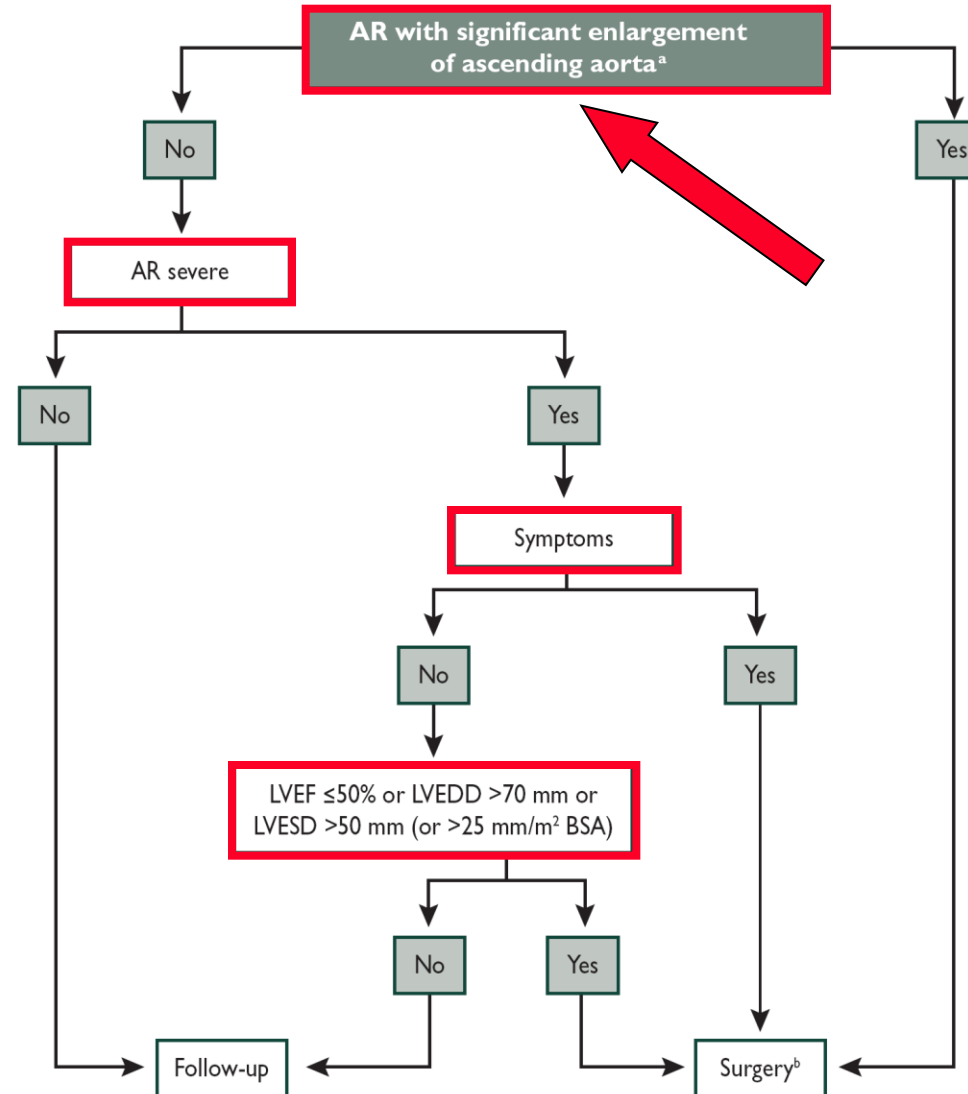 AR with significant enlargement
of ascending aortaᵃ
No
Yes
AR severe
No
Yes
Symptoms
No
Yes
LVEF ≤50% or LVEDD >70 mm or
LVESD >50 mm (or >25 mm/m² BSA)
No
Yes
Follow-up
Surgeryᵇ